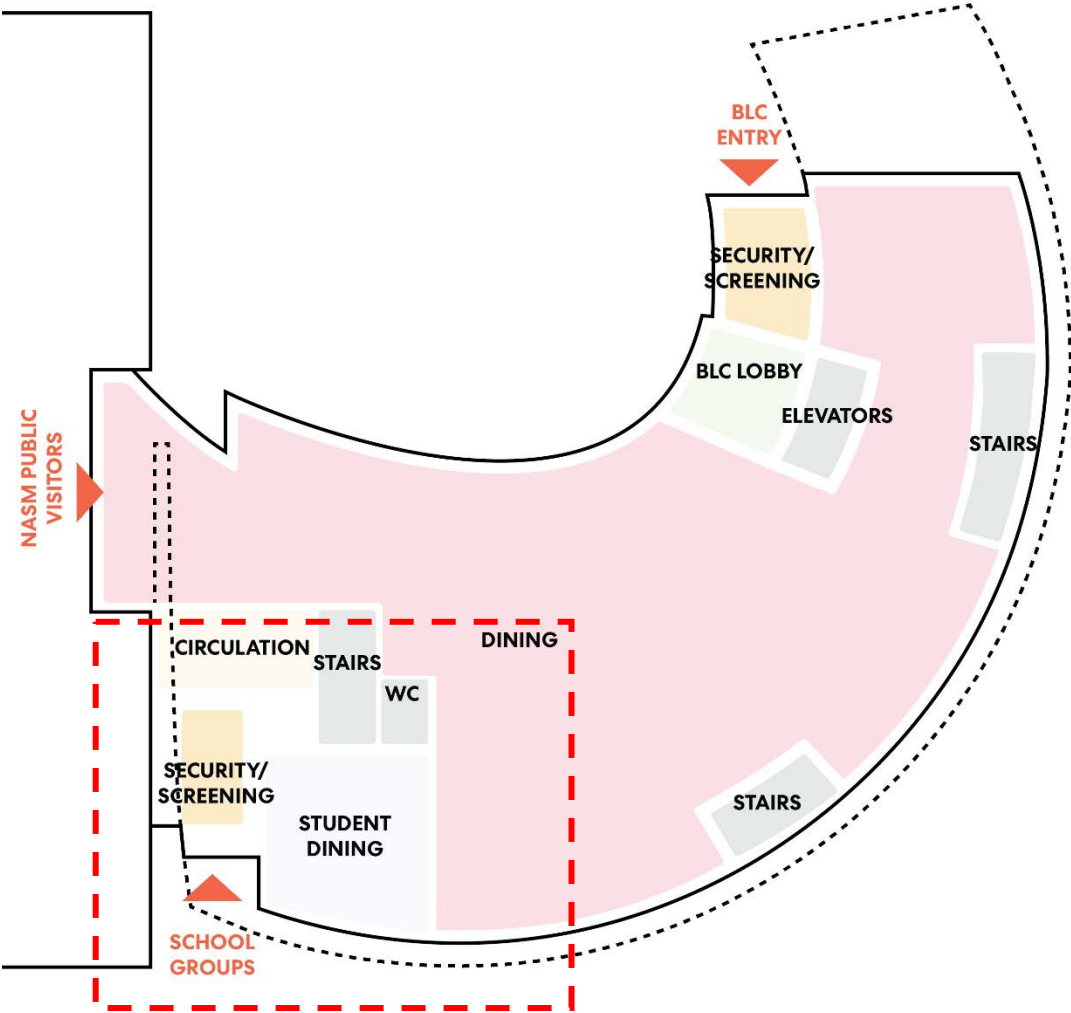 BLC
ENTRY
SECURITY/
SCREENING
BLC LOBBY
ELEVATORS
STAIRS
NASM PUBLIC
VISITORS
CIRCULATION
STAIRS
WC
DINING
SECURITY/
SCREENING
STUDENT
DINING
STAIRS
SCHOOL
GROUPS